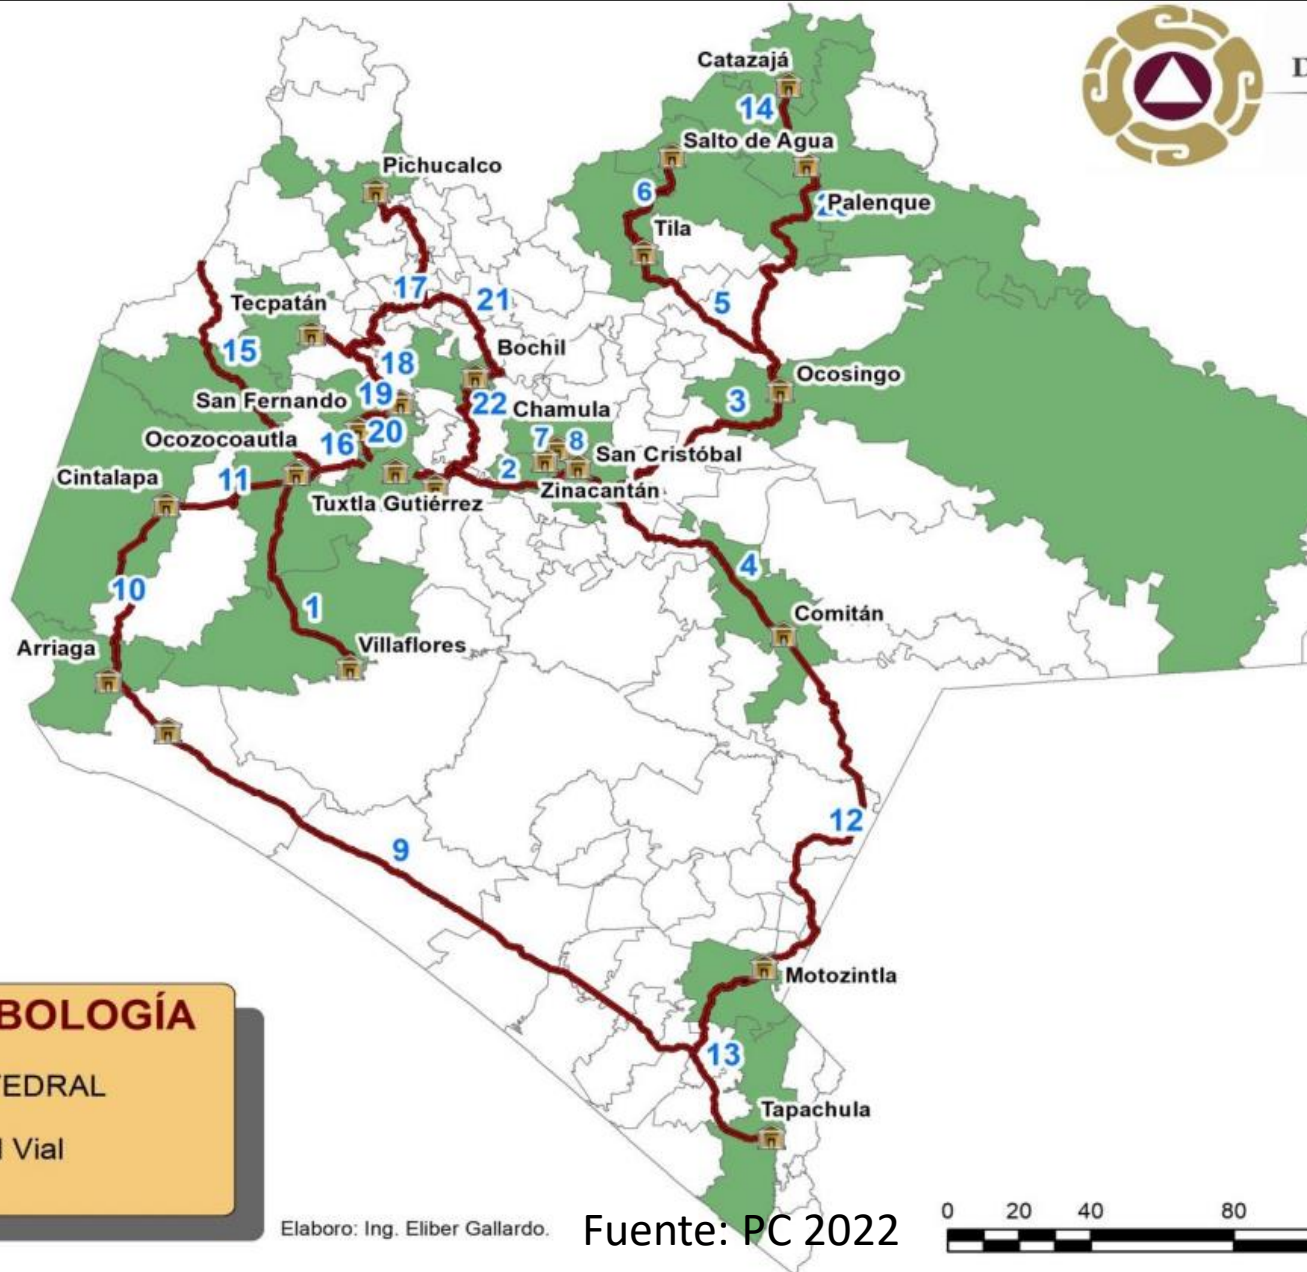 Catazajá
D
14
Salto de Agua
Pichucalco
6
Palenque
Tila
17
21
5
Tecpatán
15
Bochil
18
Ocosingo
San Fernando
19
22
3
Chamula
Ocozocoautla
16
20
7
8
San Cristóbal
Cintalapa
11
2
Zinacantán
Tuxtla Gutiérrez
4
10
1
Comitán
Arriaga
Villaflores
12
9
Motozintla
BOLOGÍA
13
EDRAL
Tapachula
Vial
Elaboro: Ing. Eliber Gallardo.
Fuente: PC 2022
0 20 40 80